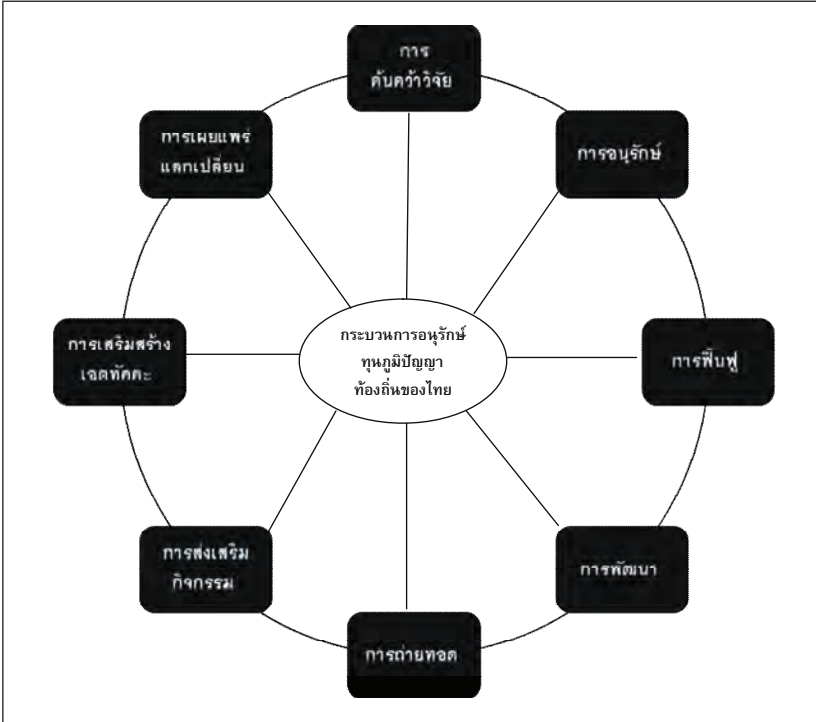 การ
ค้นคว้าวิจัย
การอนุรักษ์
การฟื้นฟู
การพัฒนา
การถ่ายทอด
การส่งเสริม
กิจกรรม
การเสริมสร้าง
เจตทัคคะ
การเผยแพร่
แลกเปลี่ยน
กระบวนการอนุรักษ์
ทุนภูมิปัญญา
ท้องถิ่นของไทย